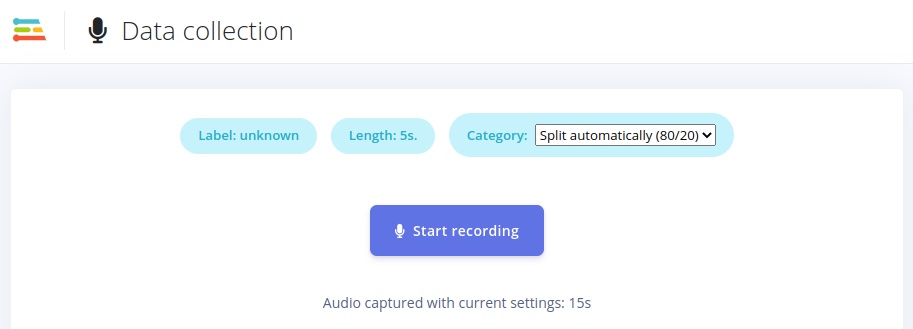 Data collection
Label: unknown Length: 5s. Category: Split automatically (80/20)
Start recording
Audio captured with current settings: 15s